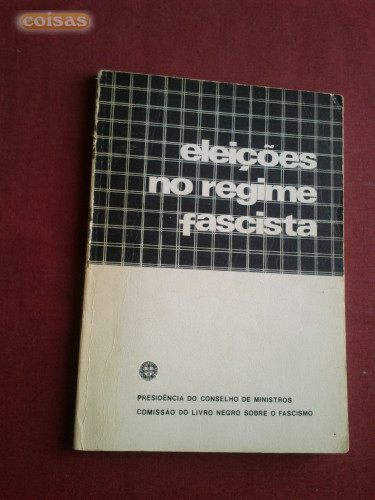 coisas
eleições
no regime
fascista
PRESIDÊNCIA DO CONSELHO DE MINISTROS
COMISSÃO DO LIVRO NEGRO SOBRE O FASCISMO